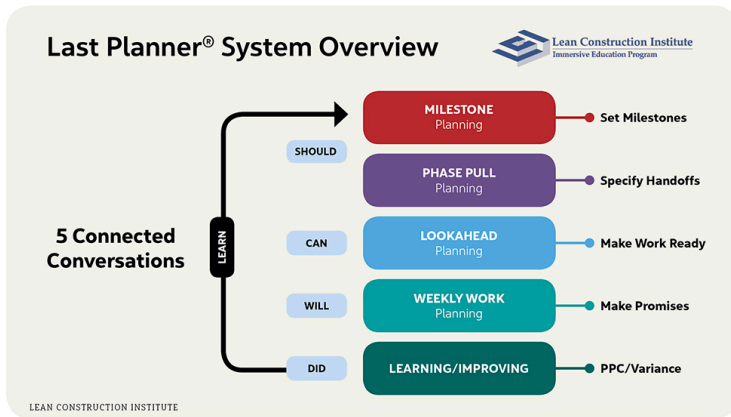 Last Planner® System Overview
Lean Construction Institute
Immersive Education Program
5 Connected
Conversations
LEARN
SHOULD
CAN
WILL
DID
MILESTONE
Planning
Set Milestones
PHASE PULL
Planning
Specify Handoffs
LOOKAHEAD
Planning
Make Work Ready
WEEKLY WORK
Planning
Make Promises
LEARNING/IMPROVING
PPC/Variance
LEAN CONSTRUCTION INSTITUTE